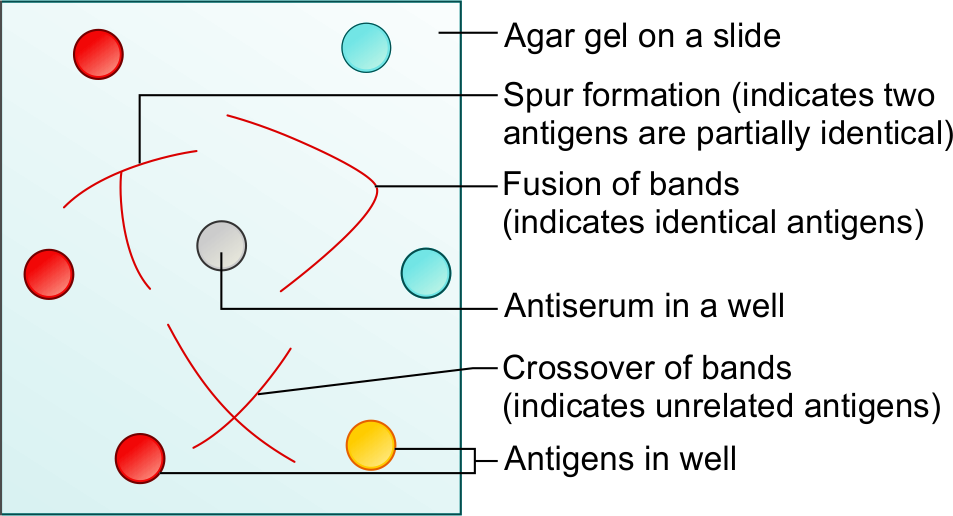 Agar gel on a slide
Spur formation (indicates two
antigens are partially identical)
Fusion of bands
(indicates identical antigens)
Antiserum in a well
Crossover of bands
(indicates unrelated antigens)
Antigens in well